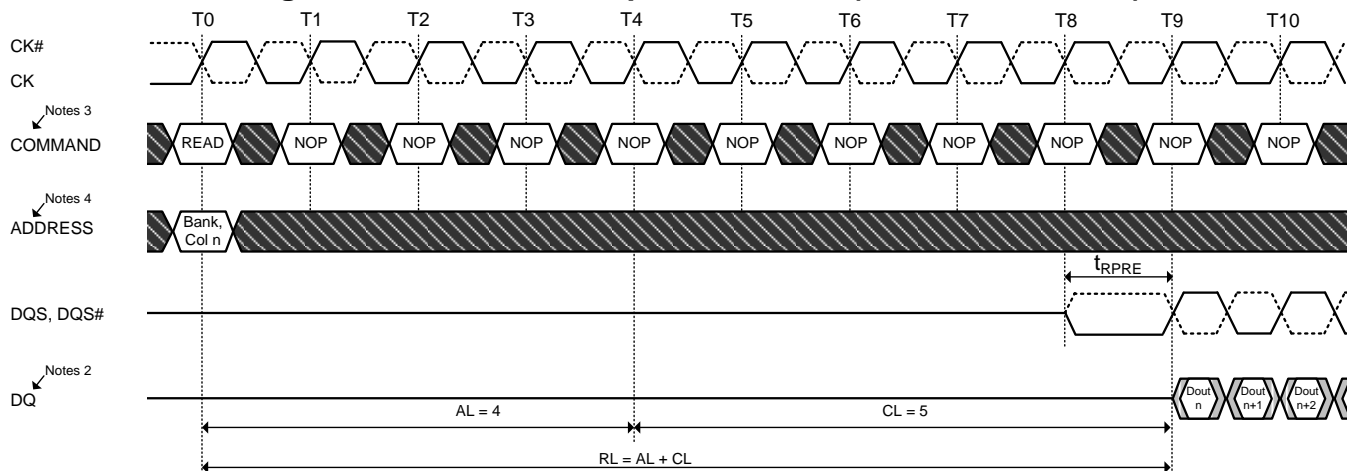 T0 T1 T2 T3 T4 T5 T6 T7 T8 T9 T10
CK#
CK
Notes 3
COMMAND
READ NOP NOP NOP NOP NOP NOP NOP NOP NOP NOP
Notes 4
ADDRESS
Bank,
Col n
tRPRE
DQS, DQS#
Notes 2
DQ
Dout
n
Dout
n+1
Dout
n+2
AL = 4
CL = 5
RL = AL + CL